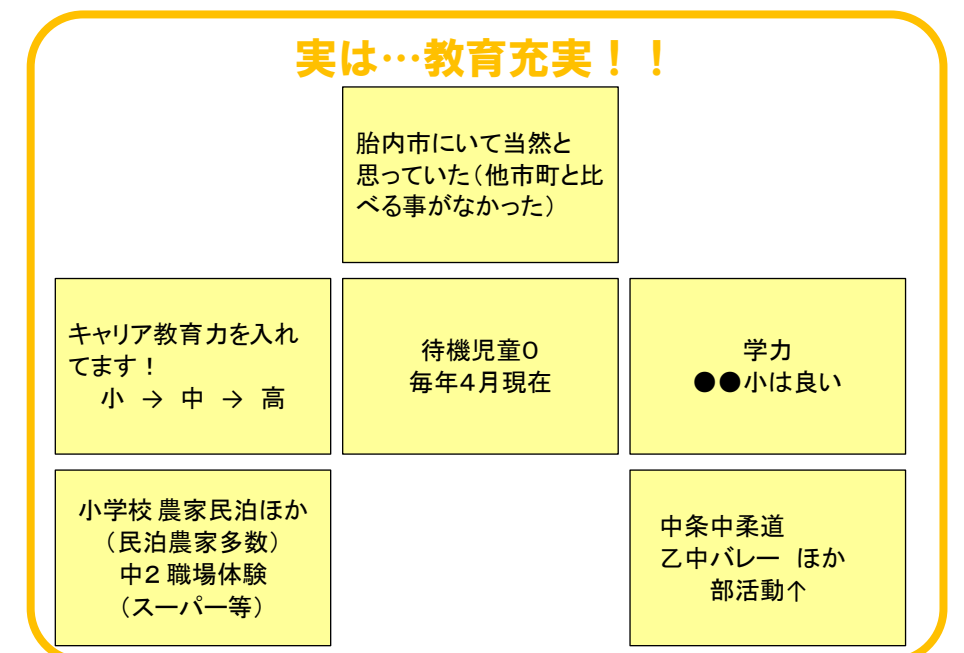 実は…教育充実！！
胎内市にいて当然と
思っていた（他市町と比
べる事がなかった）
キャリア教育力を入れ
てます！
小 → 中 → 高
待機児童０
毎年４月現在
学力
●●小は良い
小学校 農家民泊ほか
（民泊農家多数）
中２ 職場体験
（スーパー等）
中条中柔道
乙中バレー ほか
部活動↑